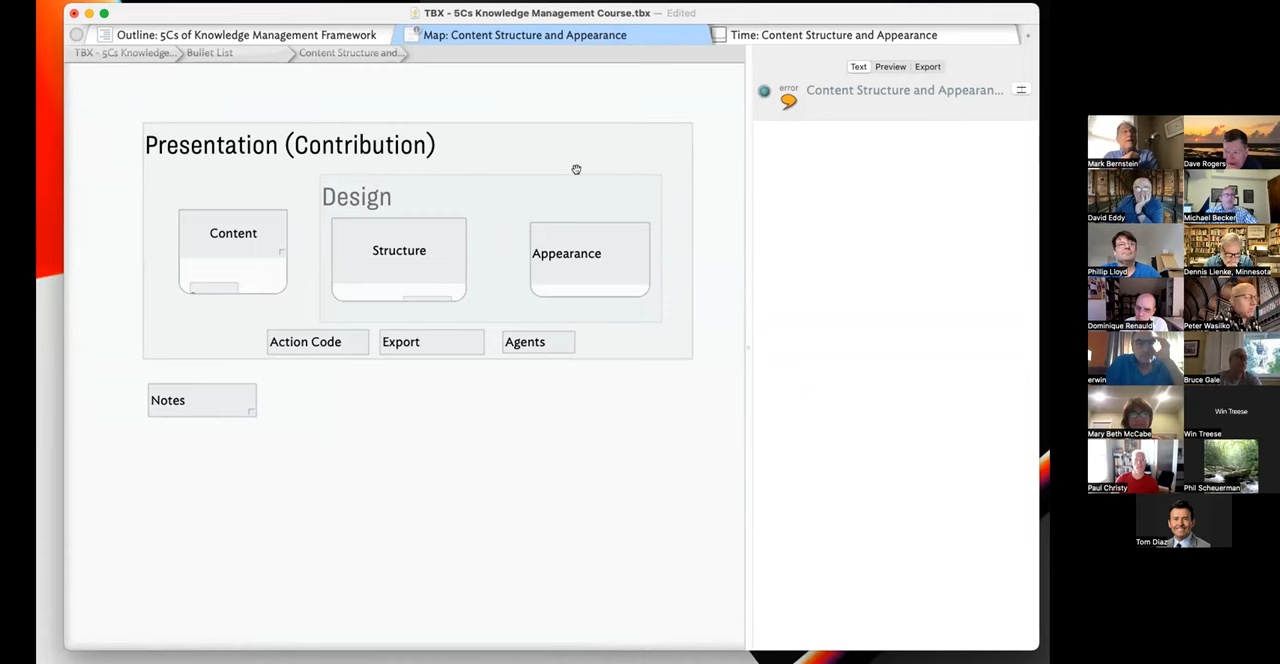 TBX - 5Cs Knowledge Management Course.tbx — Edited
Outline: 5Cs of Knowledge Management Framework
Map: Content Structure and Appearance
Time: Content Structure and Appearance
+
TBX - 5Cs Knowledge... Bullet List Content Structure and...
Text Preview Export
error
Content Structure and Appearan...
Presentation (Contribution)
Design
Content
Structure
Appearance
Action Code
Export
Agents
Notes
Mark Bernstein
Dave Rogers
David Eddy
Michael Becker
Phillip Lloyd
Dennis Lienke, Minnesota
Dominique Renauld
Peter Wasilko
erwin
Bruce Gale
Mary Beth McCabe
Win Treese
Win Treese
Paul Christy
Phil Scheuerman
Tom Diaz